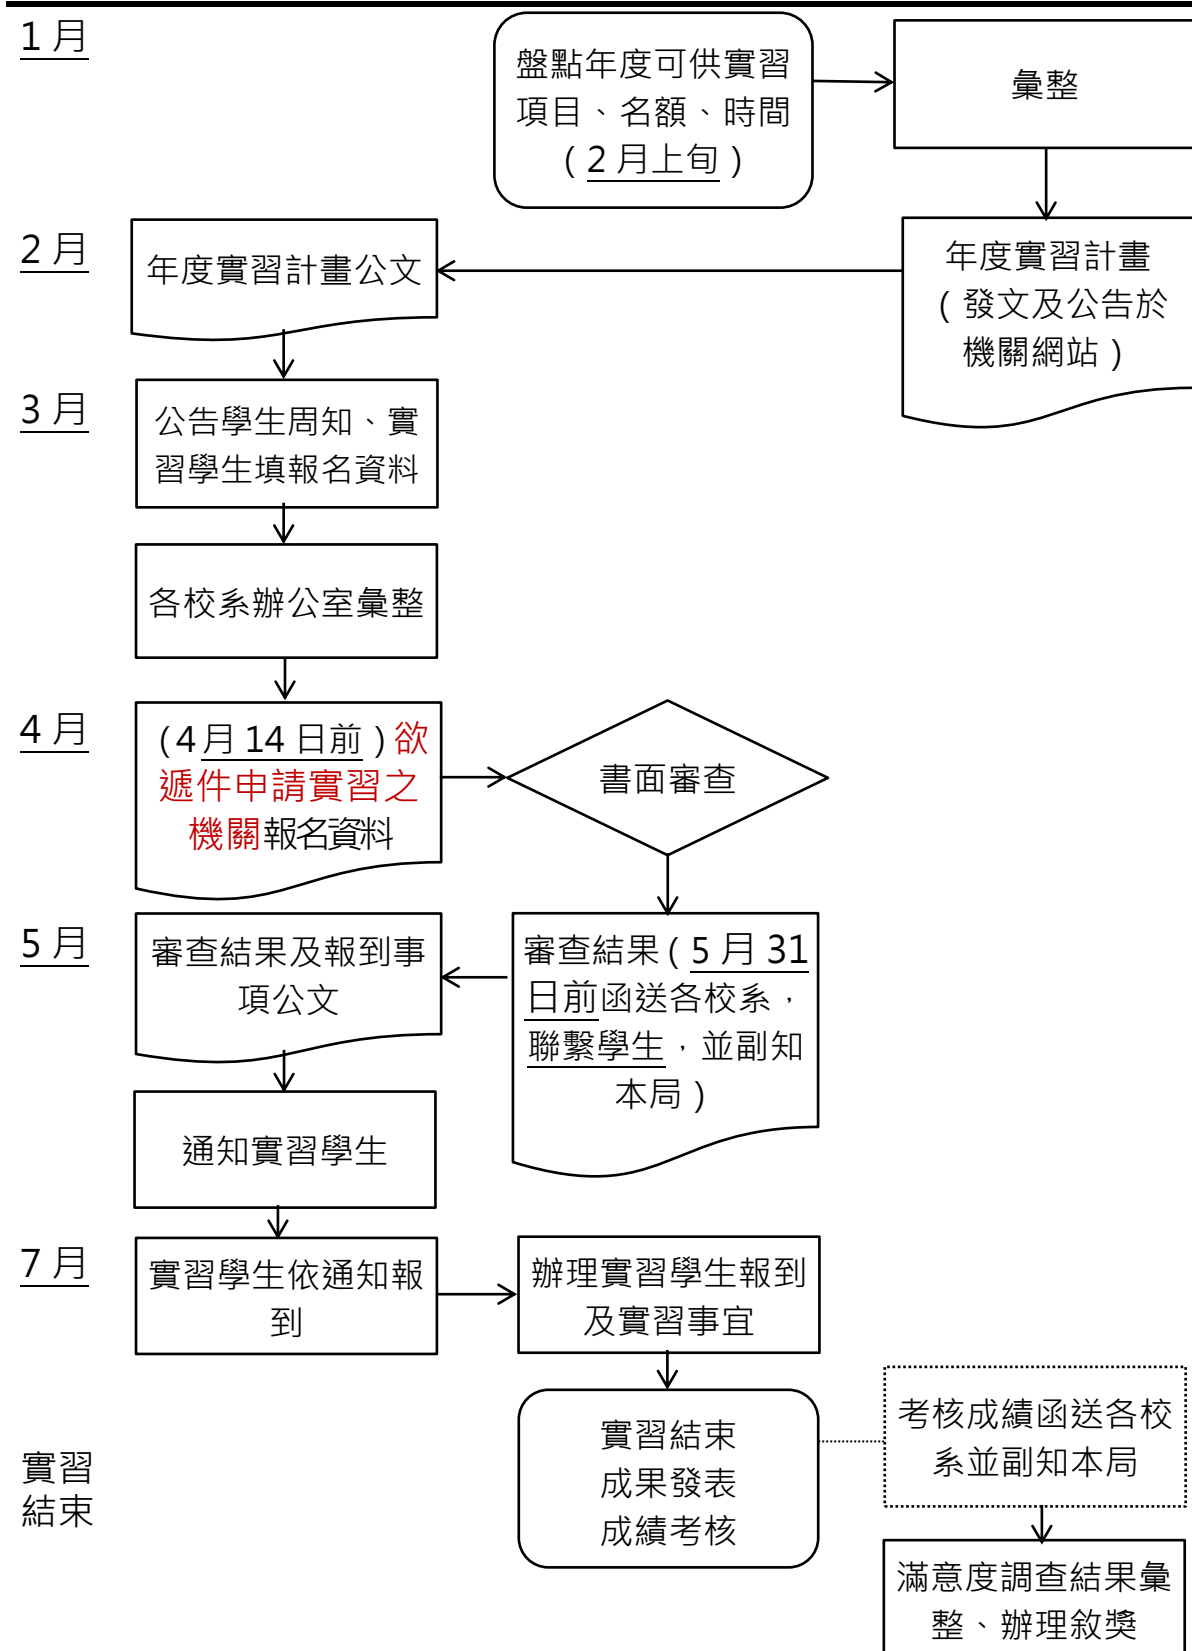 1月
盤點年度可供實習
項目、名額、時間
（2月上旬）
彙整
2月
年度實習計畫公文
年度實習計畫
（發文及公告於
機關網站）
3月
公告學生周知、實
習學生填報名資料
各校系辦公室彙整
4月
(4月14日前)欲
遞件申請實習之
機關報名資料
書面審查
5月
審查結果及報到事
項公文
審查結果(5月31
日前函送各校系，
聯繫學生，並副知
本局)
通知實習學生
7月
實習學生依通知報
到
辦理實習學生報到
及實習事宜
實習
結束
實習結束
成果發表
成績考核
考核成績函送各校
系並副知本局
滿意度調查結果彙
整、辦理敘獎